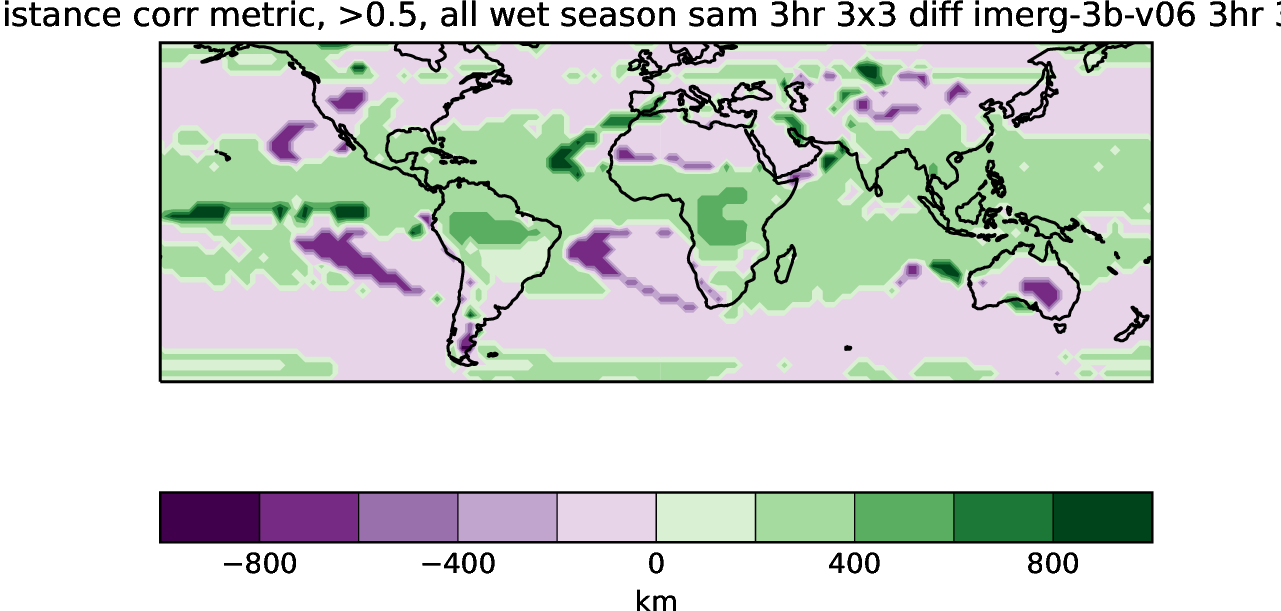 istance corr metric, >0.5, all wet season sam 3hr 3x3 diff imerg-3b-v06 3hr
−800 −400 0 400 800
km